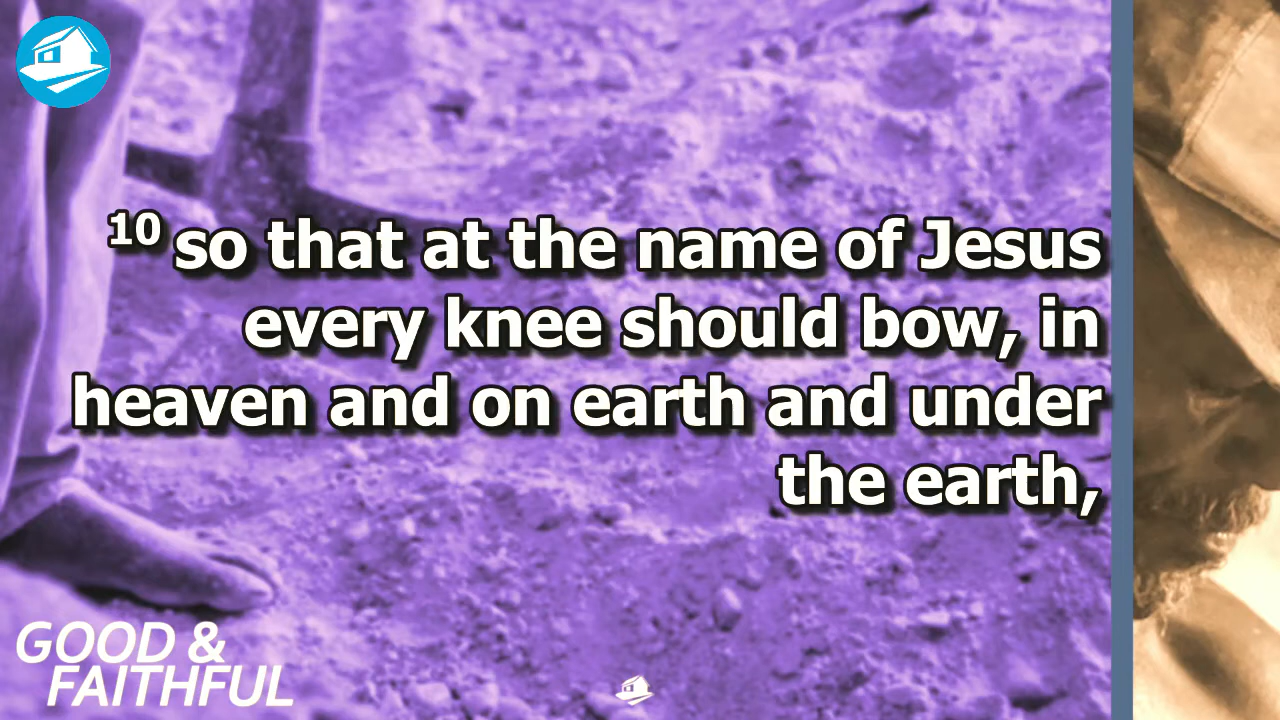 10 so that at the name of Jesus
every knee should bow, in
heaven and on earth and under
the earth,
GOOD &
FAITHFUL